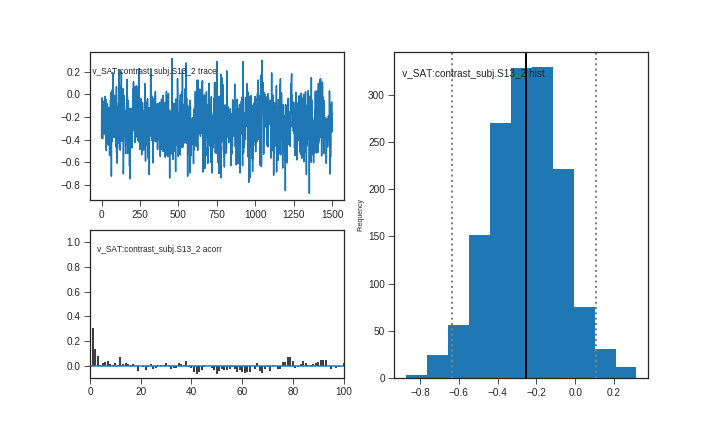 v_SAT:contrast_subj.S13_2 trace
0.2
0.0
−0.2
−0.4
−0.6
−0.8
0 250 500 750 1000 1250 1500
v_SAT:contrast_subj.S13_2 acorr
1.0
0.8
0.6
0.4
0.2
0.0
0 20 40 60 80 100
v_SAT:contrast_subj.S13_2 hist
Frequency
300
250
200
150
100
50
0
−0.8 −0.6 −0.4 −0.2 0.0 0.2